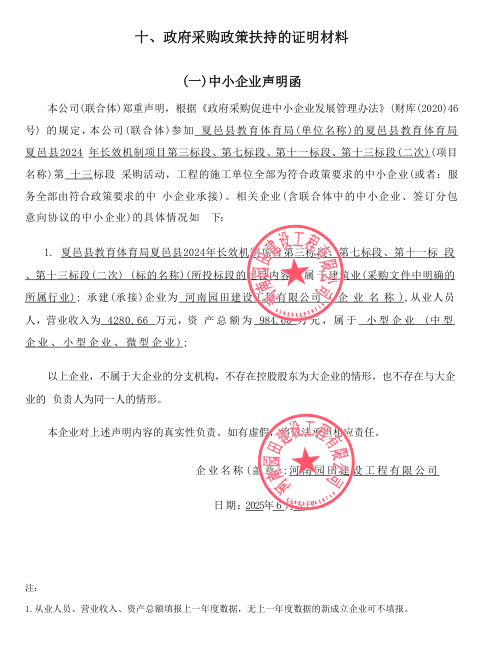 十、政府采购政策扶持的证明材料
(一)中小企业声明函
本公司(联合体)郑重声明，根据《政府采购促进中小企业发展管理办法》(财库(2020)46
号) 的规定,本公司(联合体)参加 夏邑县教育体育局(单位名称)的夏邑县教育体育局
夏邑县2024 年长效机制项目第三标段、第七标段、第十一标段、第十三标段(二次)(项目
名称)第 十三标段 采购活动，工程的施工单位全部为符合政策要求的中小企业(或者：服
务全部由符合政策要求的中 小企业承接)。相关企业(含联合体中的中小企业、签订分包
意向协议的中小企业)的具体情况如 下：
1. 夏邑县教育体育局夏邑县2024年长效机制项目第三标段、第七标段、第十一标 段
、第十三标段(二次) (标的名称)(所投标段的 内容 属于建筑业(采购文件中明确的
所属行业)；承建(承接)企业为 河南园田建设工程有限公司(企业名称),从业人员
人，营业收入为 4280.66 万元，资 产总额为 984.60 万元，属于 小型企业 (中型
企业、小型企业、微型企业)；
以上企业，不属于大企业的分支机构，不存在控股股东为大企业的情形，也不存在与大企
业的 负责人为同一人的情形。
本企业对上述声明内容的真实性负责。如有虚假，将依法承担相应责任。
企业名称(盖章):河南园田建设工程有限公司
日期：2025年 6 月
注：
1.从业人员、营业收入、资产总额填报上一年度数据，无上一年度数据的新成立企业可不填报。
河南园田建设工程有限公司
河南园田建设工程有限公司